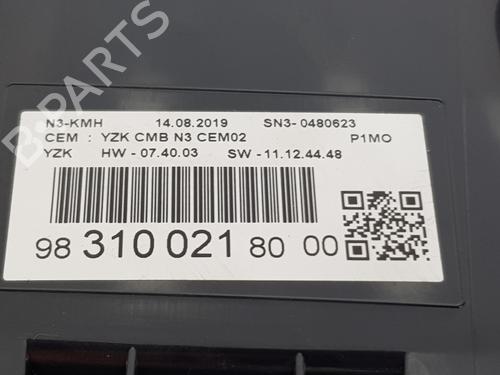 B-PARTS
N3-KMH 14.08.2019 SN3- 0480623
CEM : YZK CMB N3 CEM02 P1MO
YZK HW - 07.40.03 SW - 11.12.44.48
98 310 021 80 00